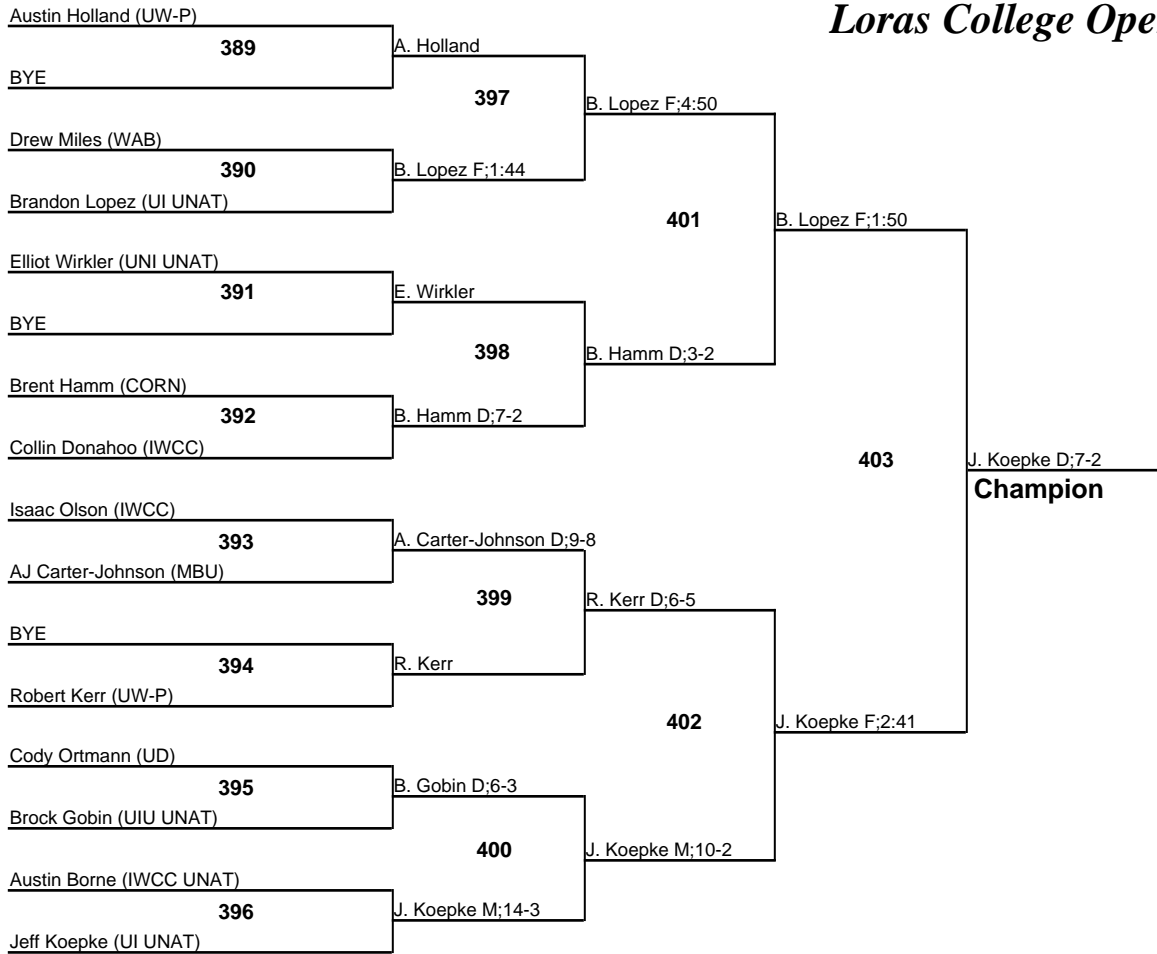 Loras College Ope
Austin Holland (UW-P)
389
BYE
A. Holland
397
Drew Miles (WAB)
390
Brandon Lopez (UI UNAT)
B. Lopez F;1:44
B. Lopez F;4:50
401
Elliot Wirkler (UNI UNAT)
391
BYE
E. Wirkler
398
Brent Hamm (CORN)
392
Collin Donahoo (IWCC)
B. Hamm D;7-2
B. Hamm D;3-2
B. Lopez F;1:50
403
Isaac Olson (IWCC)
393
AJ Carter-Johnson (MBU)
A. Carter-Johnson D;9-8
399
BYE
394
Robert Kerr (UW-P)
R. Kerr
R. Kerr D;6-5
402
Cody Ortmann (UD)
395
Brock Gobin (UIU UNAT)
B. Gobin D;6-3
400
Austin Borne (IWCC UNAT)
396
Jeff Koepke (UI UNAT)
J. Koepke M;14-3
J. Koepke M;10-2
J. Koepke F;2:41
J. Koepke D;7-2
Champion